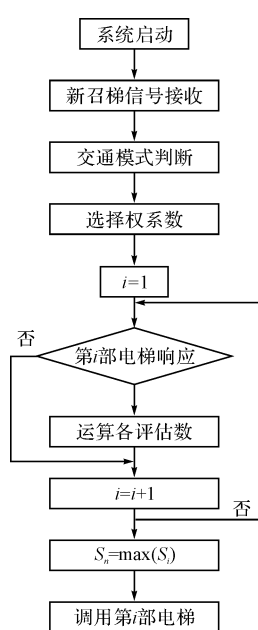 系统启动
新召梯信号接收
交通模式判断
选择权系数
i=1
否
第i部电梯响应
运算各评估数
i=i+1
否
Sn=max(Si)
调用第i部电梯